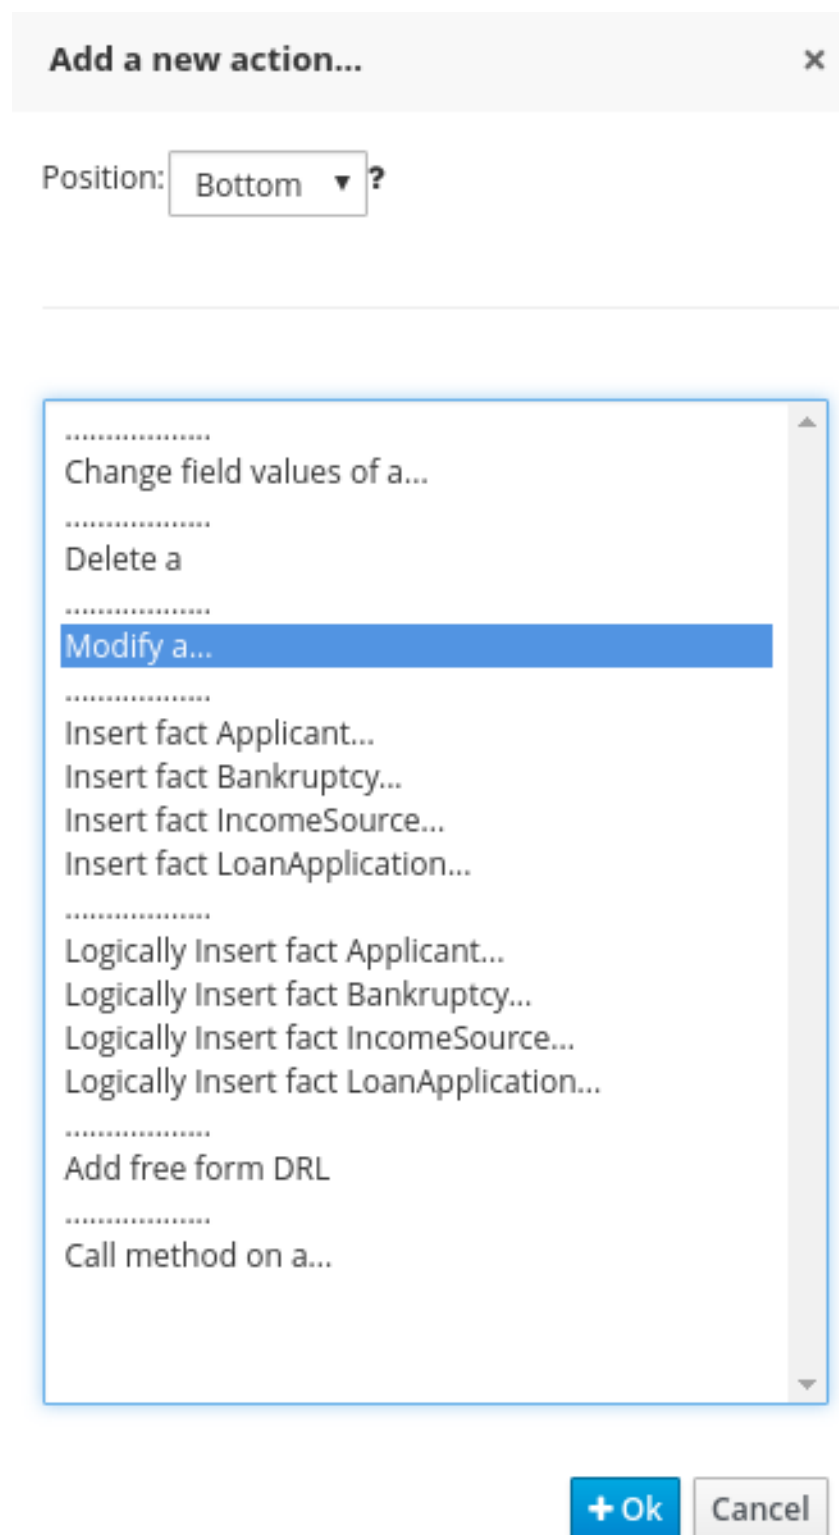 Add a new action... ×
Position: Bottom ▼ ?
..................
Change field values of a...
..................
Delete a
..................
Modify a...
..................
Insert fact Applicant...
Insert fact Bankruptcy...
Insert fact IncomeSource...
Insert fact LoanApplication...
..................
Logically Insert fact Applicant...
Logically Insert fact Bankruptcy...
Logically Insert fact IncomeSource...
Logically Insert fact LoanApplication...
..................
Add free form DRL
..................
Call method on a...
+ Ok Cancel